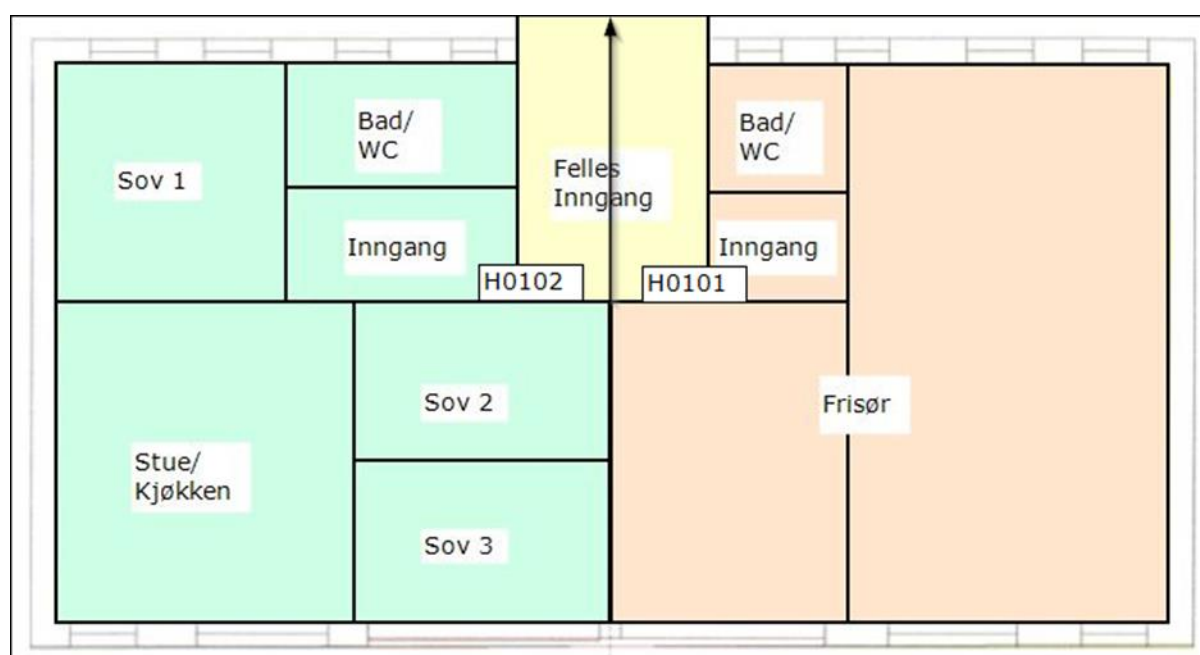 Bad/
WC
Bad/
WC
Felles
Inngang
Sov 1
Inngang
Inngang
H0102
H0101
Sov 2
Frisør
Stue/
Kjøkken
Sov 3